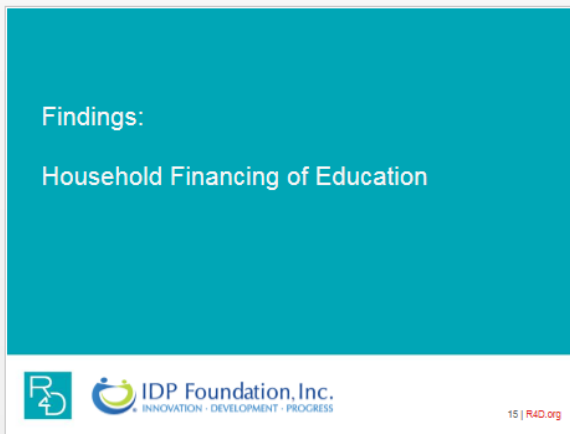 Findings:
Household Financing of Education
R4D
IDP Foundation, Inc.
INNOVATION · DEVELOPMENT · PROGRESS
15 | R4D.org